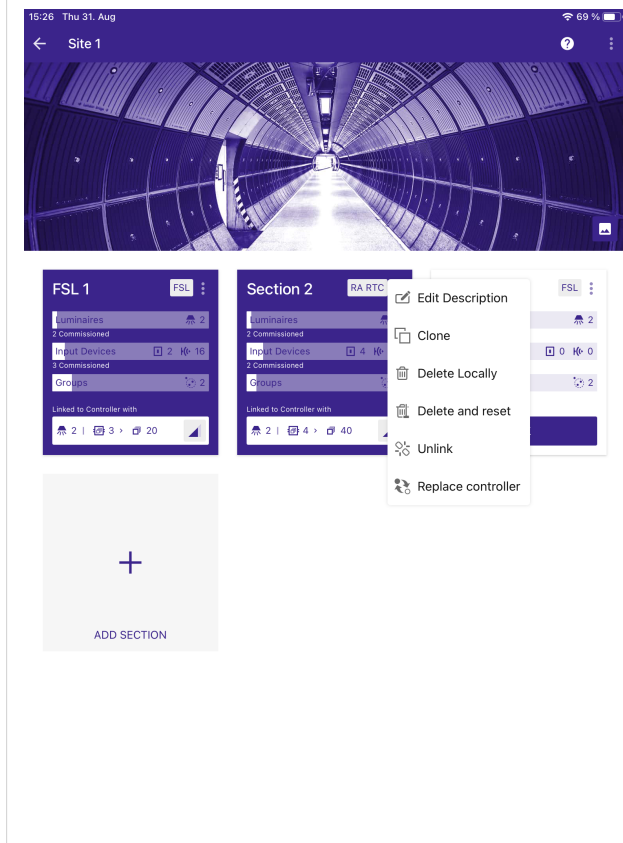 15:26 Thu 31. Aug 69 %
Site 1
?
FSL 1 FSL
Luminaires 2
2 Commissioned
Input Devices 2 16
3 Commissioned
Groups 2
Linked to Controller with
2 | 3 > 20
Section 2 RA RTC
Luminaires
2 Commissioned
Input Devices 4
2 Commissioned
Groups
Linked to Controller with
2 | 4 > 40
Edit Description
Clone
Delete Locally
Delete and reset
Unlink
Replace controller
FSL
2
0 0
2
+
ADD SECTION